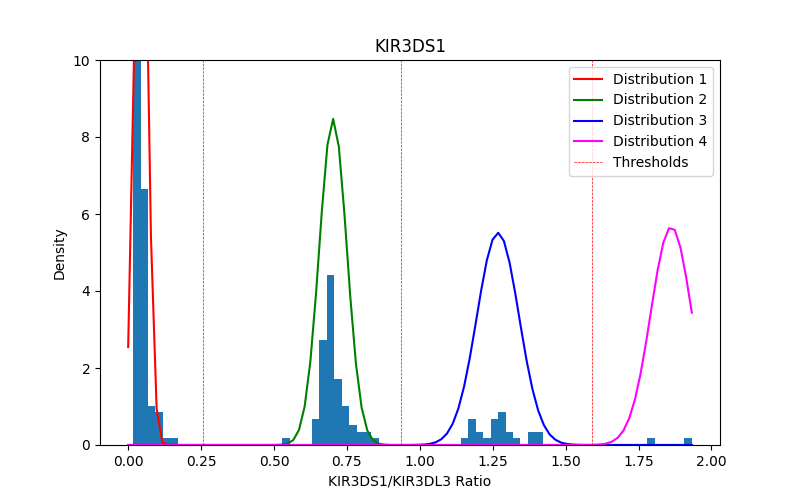 KIR3DS1
10
8
6
4
2
0
Density
Distribution 1
Distribution 2
Distribution 3
Distribution 4
Thresholds
0.00 0.25 0.50 0.75 1.00 1.25 1.50 1.75 2.00
KIR3DS1/KIR3DL3 Ratio